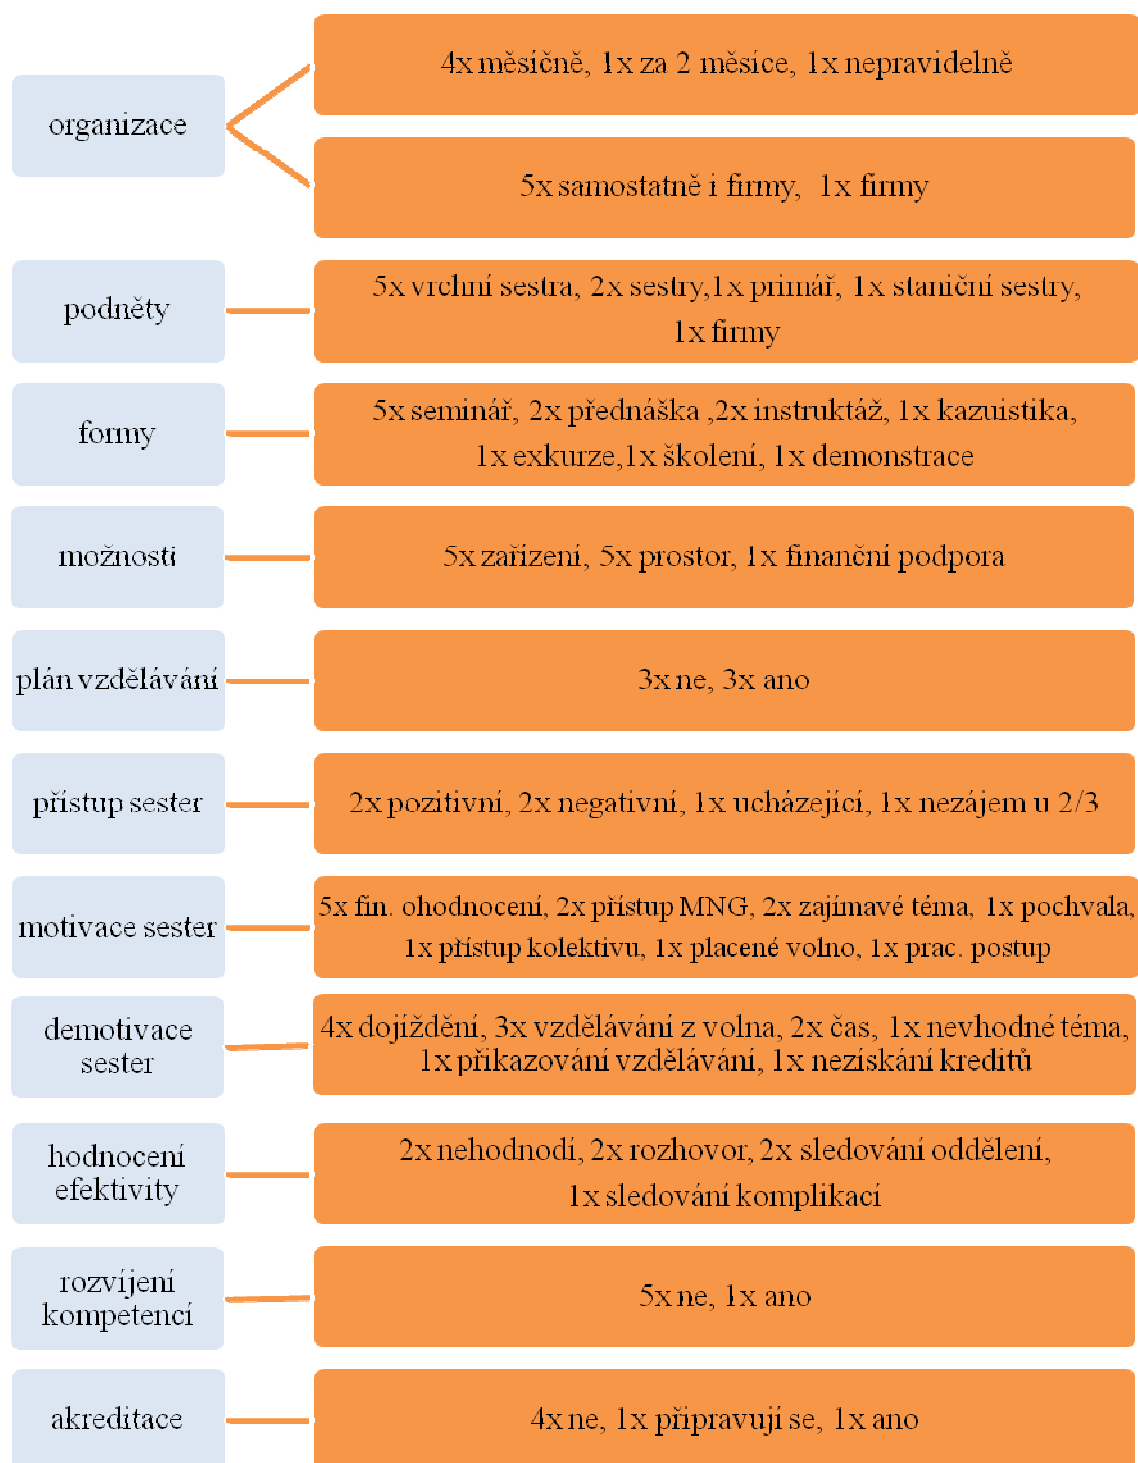 organizace
4x měsíčně, 1x za 2 měsíce, 1x nepravidelně
5x samostatně i firmy, 1x firmy
podněty
5x vrchní sestra, 2x sestry,1x primář, 1x staniční sestry,
1x firmy
formy
5x seminář, 2x přednáška ,2x instruktáž, 1x kazuistika,
1x exkurze,1x školení, 1x demonstrace
možnosti
5x zařízení, 5x prostor, 1x finanční podpora
plán vzdělávání
3x ne, 3x ano
přístup sester
2x pozitivní, 2x negativní, 1x ucházející, 1x nezájem u 2/3
motivace sester
5x fin. ohodnocení, 2x přístup MNG, 2x zajímavé téma, 1x pochvala,
1x přístup kolektivu, 1x placené volno, 1x prac. postup
demotivace
sester
4x dojíždění, 3x vzdělávání z volna, 2x čas, 1x nevhodné téma,
1x přikazování vzdělávání, 1x nezískání kreditů
hodnocení
efektivity
2x nehodnodí, 2x rozhovor, 2x sledování oddělení,
1x sledování komplikací
rozvíjení
kompetencí
5x ne, 1x ano
akreditace
4x ne, 1x připravují se, 1x ano